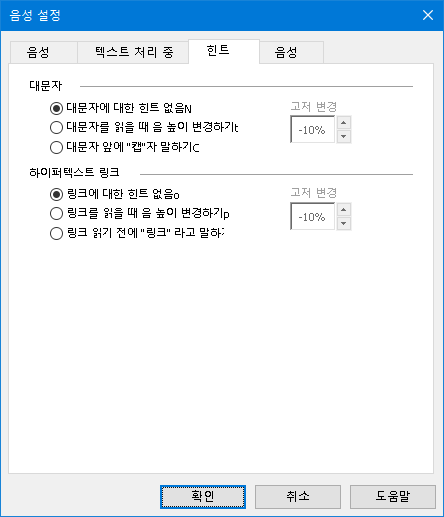 음성 설정
음성 텍스트 처리 중 힌트 음성
대문자
대문자에 대한 힌트 없음N 고저 변경
대문자를 읽을 때 음 높이 변경하기t -10%
대문자 앞에 "캡"자 말하기C
하이퍼텍스트 링크
링크에 대한 힌트 없음o 고저 변경
링크를 읽을 때 음 높이 변경하기p -10%
링크 읽기 전에 "링크" 라고 말하
확인 취소 도움말